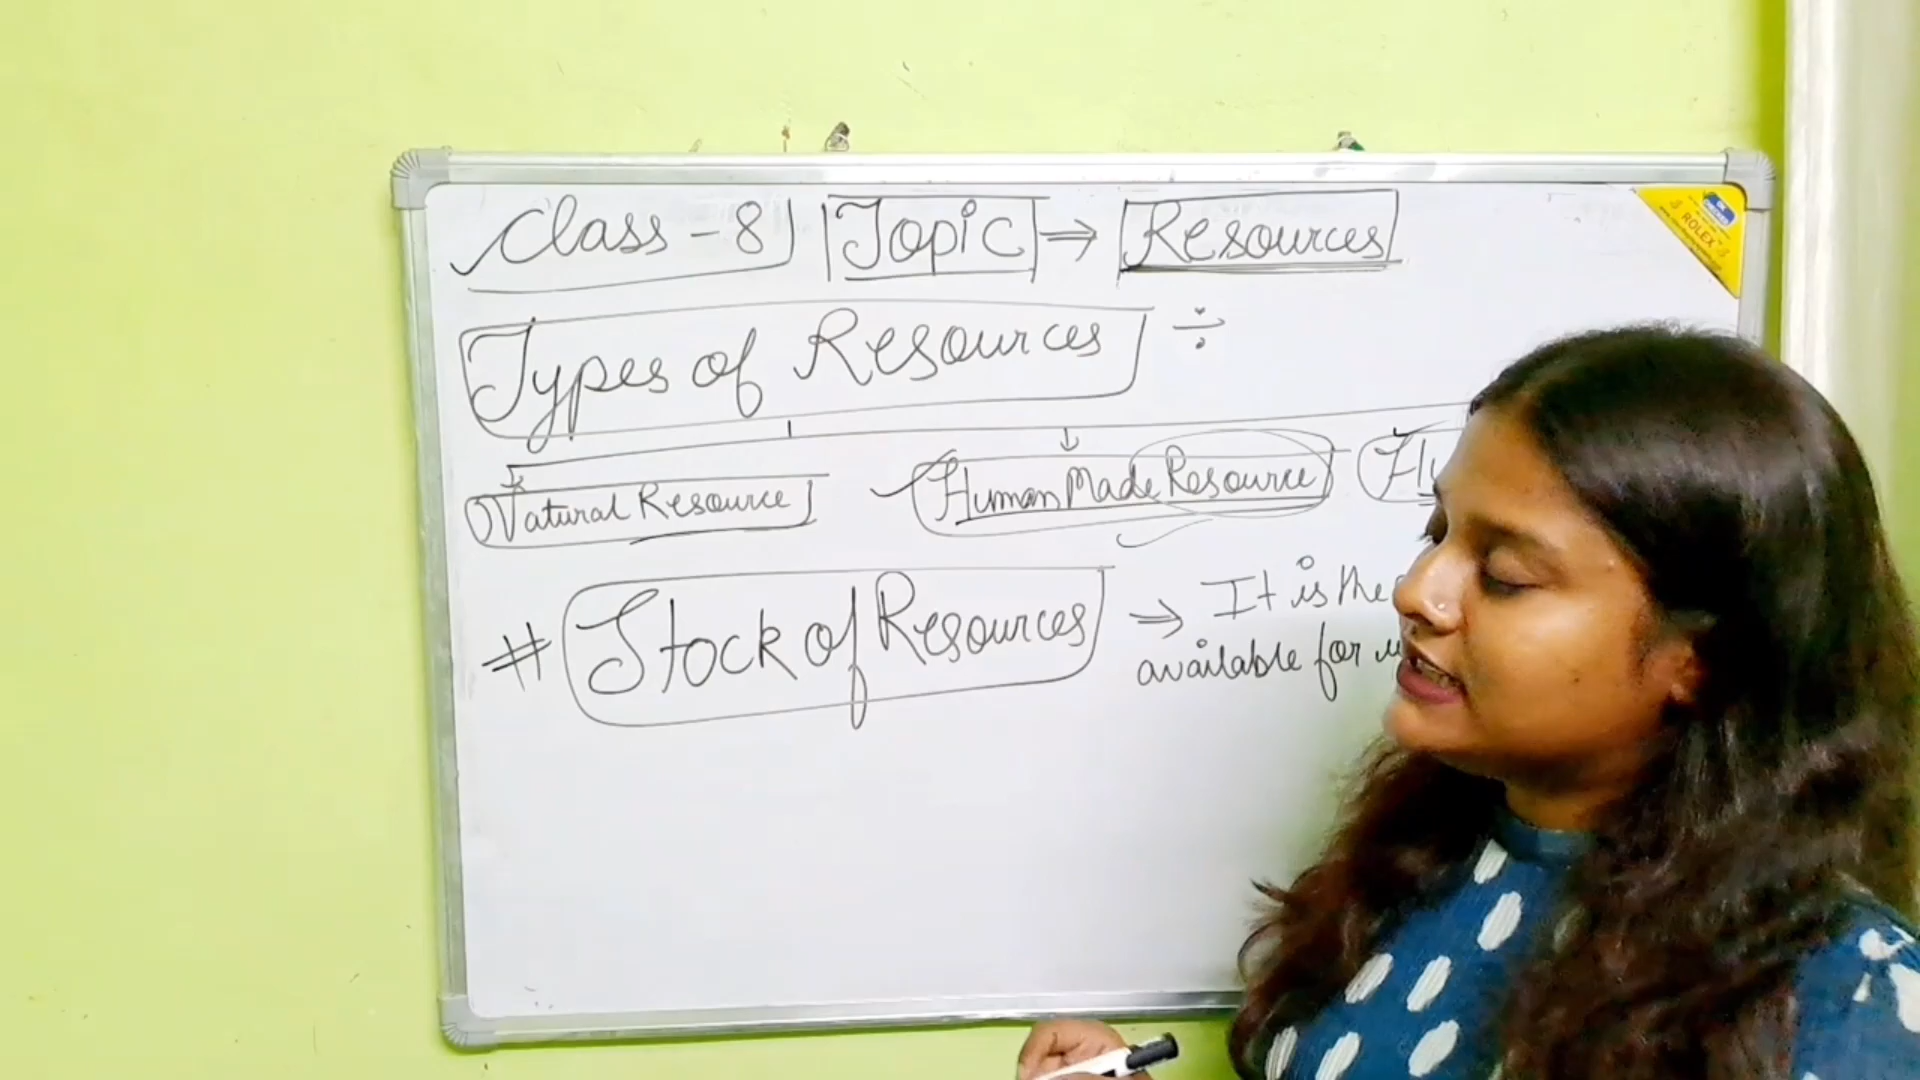 Class - 8 Topic ⇒ Resources
Types of Resources ÷
Natural Resource Human Made Resource
# Stock of Resources ⇒ It is the
available for
ROLEX